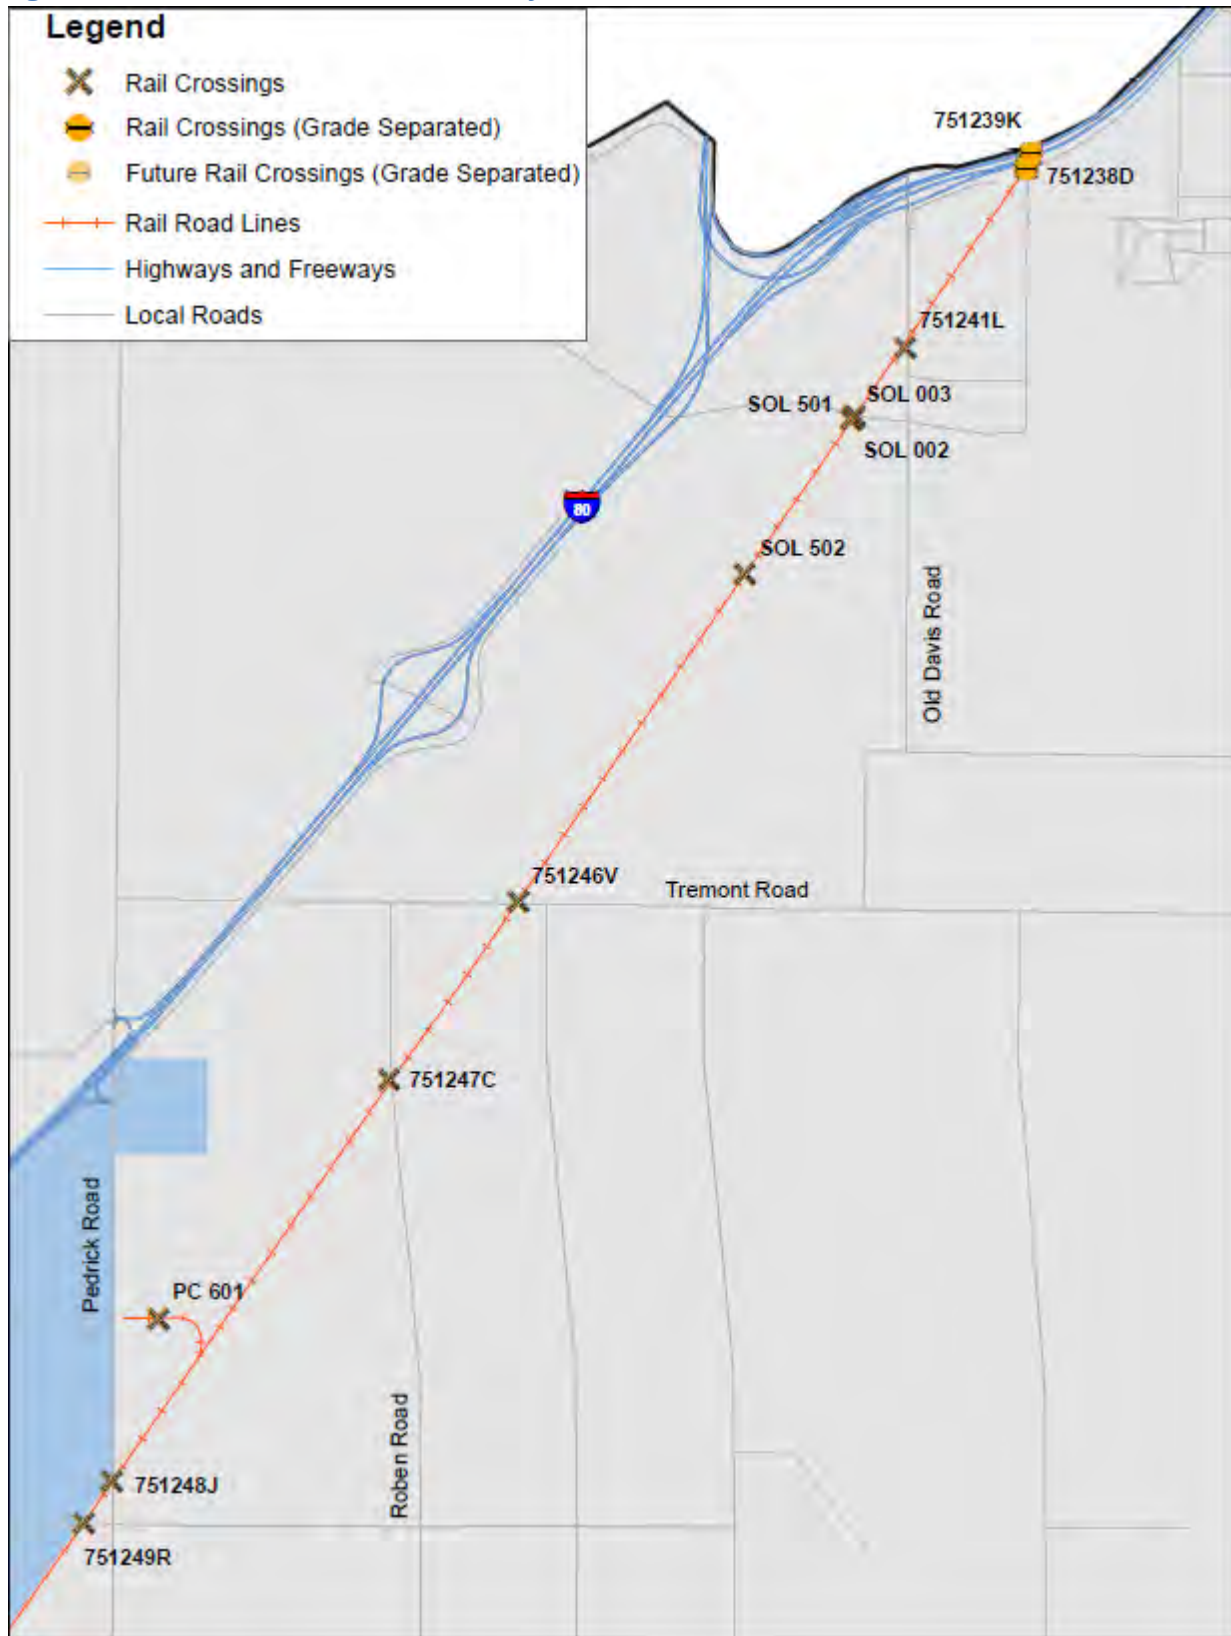 Legend
Rail Crossings
Rail Crossings (Grade Separated)
Future Rail Crossings (Grade Separated)
Rail Road Lines
Highways and Freeways
Local Roads
751239K
751238D
751241L
SOL 501
SOL 003
SOL 002
80
SOL 502
Old Davis Road
751246V
Tremont Road
751247C
Pedrick Road
PC 601
Roben Road
751248J
751249R